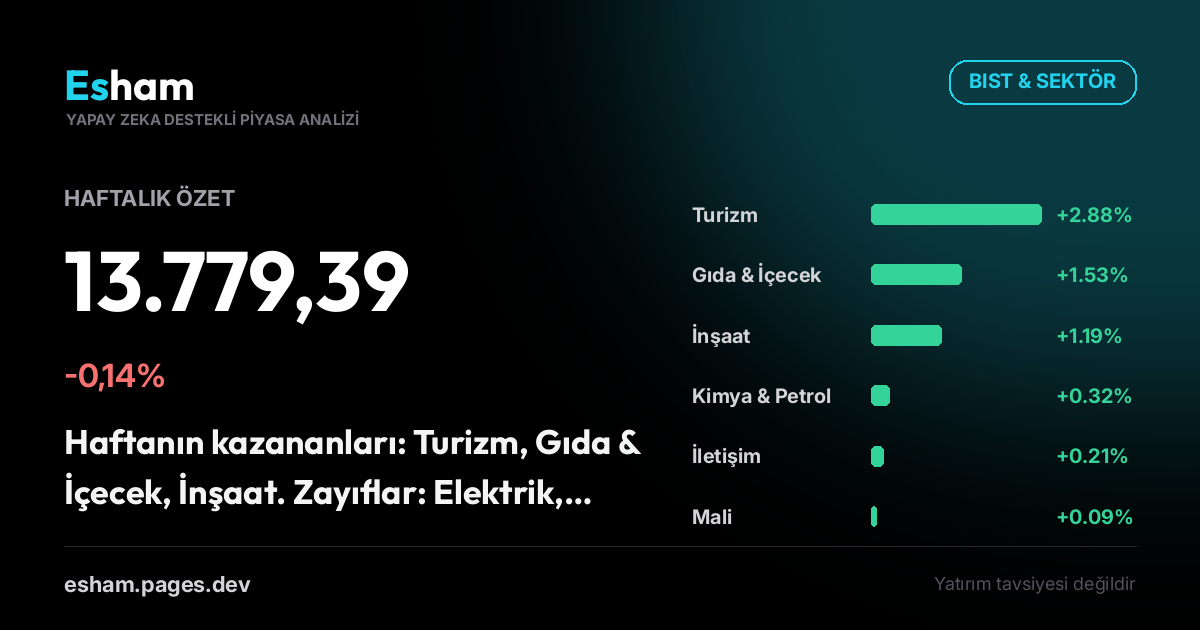 Esham
YAPAY ZEKA DESTEKLİ PİYASA ANALİZİ
BIST & SEKTÖR
HAFTALIK ÖZET
13.779,39
-0,14%
Haftanın kazananları: Turizm, Gıda &
İçecek, İnşaat. Zayıflar: Elektrik,...
Turizm +2.88%
Gıda & İçecek +1.53%
İnşaat +1.19%
Kimya & Petrol +0.32%
İletişim +0.21%
Mali +0.09%
esham.pages.dev
Yatırım tavsiyesi değildir